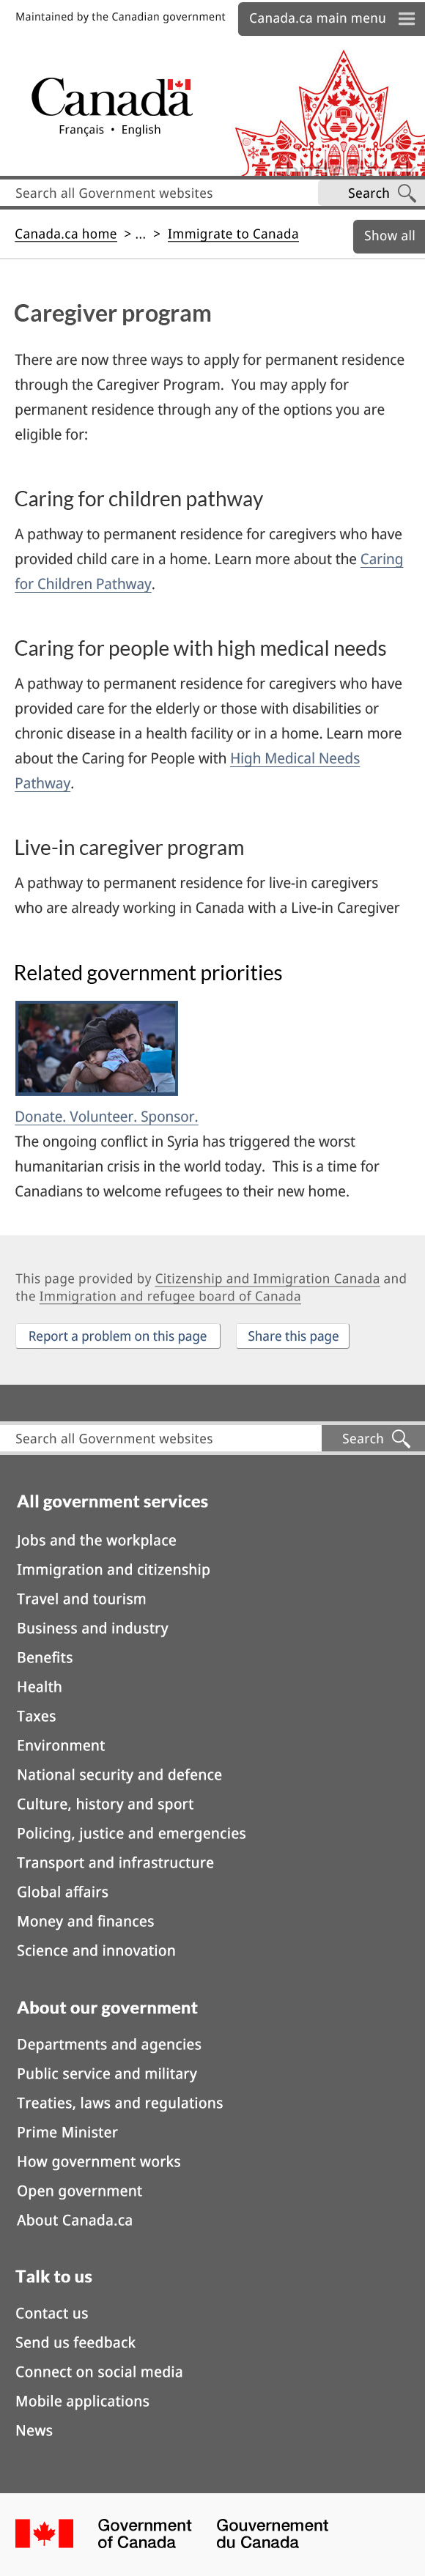 Maintained by the Canadian government
Canada.ca main menu
Canada
Français • English
Search all Government websites
Search
Canada.ca home > ... > Immigrate to Canada
Show all
Caregiver program
There are now three ways to apply for permanent residence
through the Caregiver Program. You may apply for
permanent residence through any of the options you are
eligible for:
Caring for children pathway
A pathway to permanent residence for caregivers who have
provided child care in a home. Learn more about the Caring
for Children Pathway.
Caring for people with high medical needs
A pathway to permanent residence for caregivers who have
provided care for the elderly or those with disabilities or
chronic disease in a health facility or in a home. Learn more
about the Caring for People with High Medical Needs
Pathway.
Live-in caregiver program
A pathway to permanent residence for live-in caregivers
who are already working in Canada with a Live-in Caregiver
Related government priorities
Donate. Volunteer. Sponsor.
The ongoing conflict in Syria has triggered the worst
humanitarian crisis in the world today. This is a time for
Canadians to welcome refugees to their new home.
This page provided by Citizenship and Immigration Canada and
the Immigration and refugee board of Canada
Report a problem on this page
Share this page
Search all Government websites
Search
All government services
Jobs and the workplace
Immigration and citizenship
Travel and tourism
Business and industry
Benefits
Health
Taxes
Environment
National security and defence
Culture, history and sport
Policing, justice and emergencies
Transport and infrastructure
Global affairs
Money and finances
Science and innovation
About our government
Departments and agencies
Public service and military
Treaties, laws and regulations
Prime Minister
How government works
Open government
About Canada.ca
Talk to us
Contact us
Send us feedback
Connect on social media
Mobile applications
News
Government
of Canada
Gouvernement
du Canada